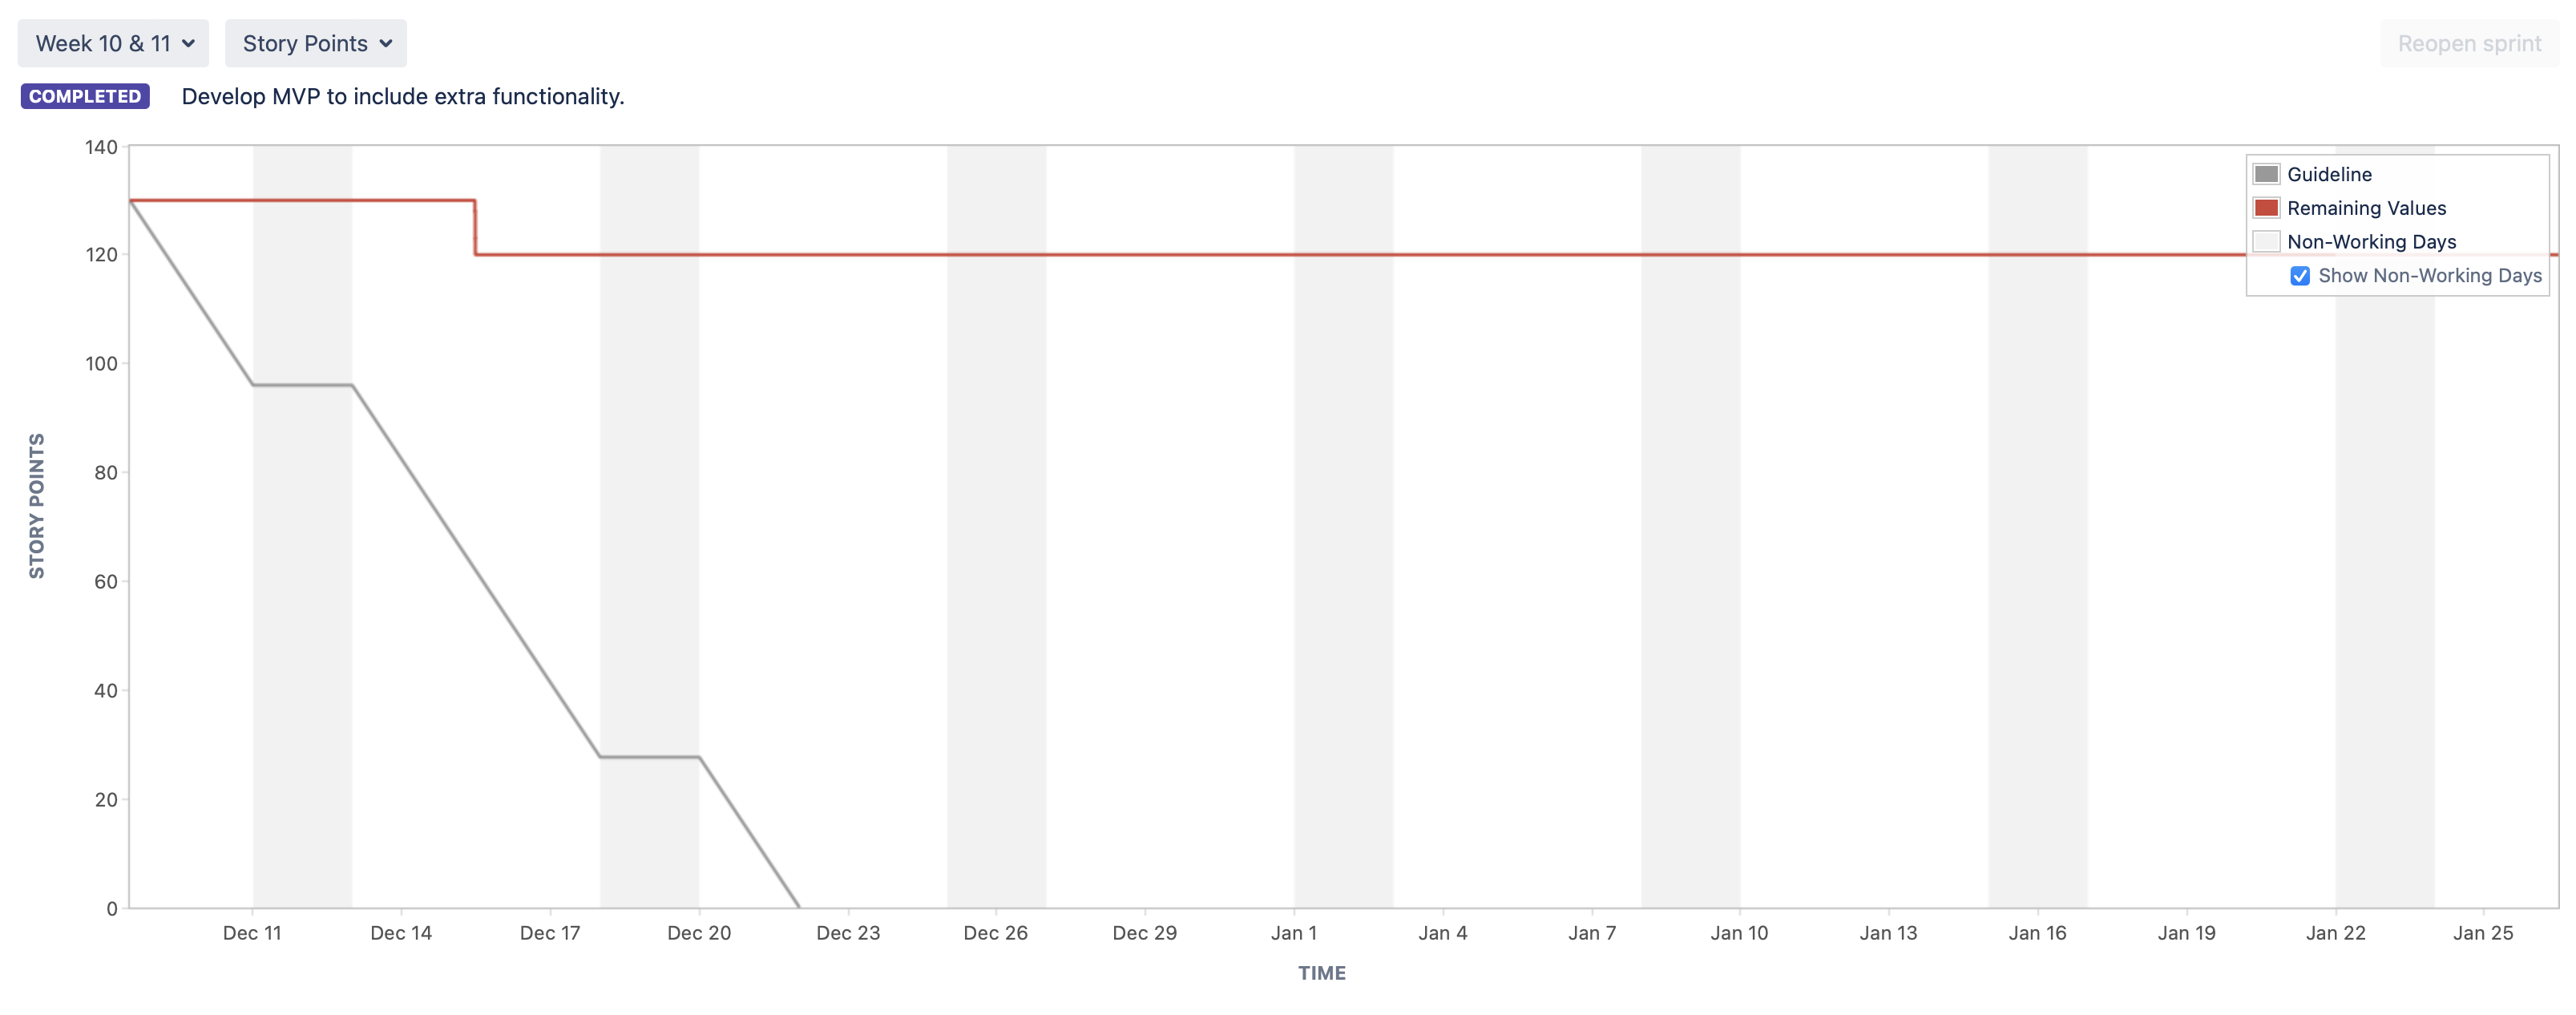 Week 10 & 11 Story Points Reopen sprint
COMPLETED Develop MVP to include extra functionality.
140
120
100
80
60
40
20
0
STORY POINTS
Guideline
Remaining Values
Non-Working Days
Show Non-Working Days
Dec 11 Dec 14 Dec 17 Dec 20 Dec 23 Dec 26 Dec 29 Jan 1 Jan 4 Jan 7 Jan 10 Jan 13 Jan 16 Jan 19 Jan 22 Jan 25
TIME